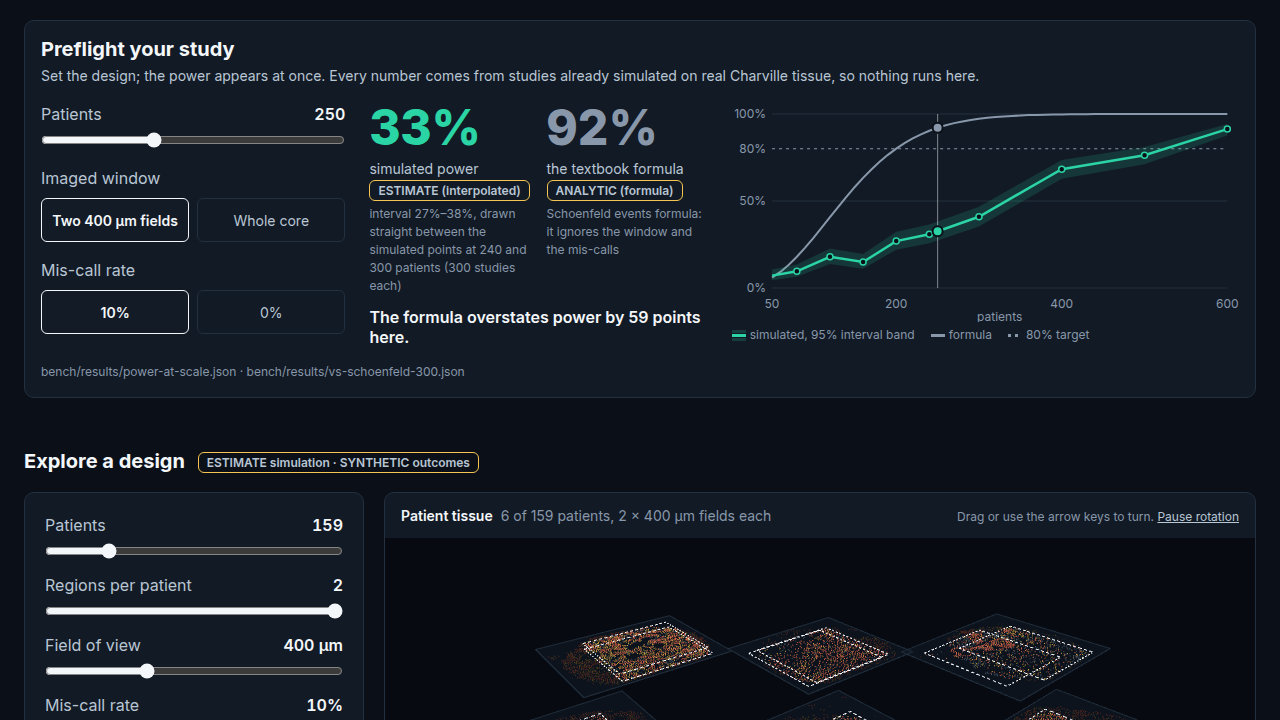 Preflight your study
Set the design; the power appears at once. Every number comes from studies already simulated on real Charville tissue, so nothing runs here.
Patients 250
Imaged window
Two 400 µm fields Whole core
Mis-call rate
10% 0%
33%
simulated power
ESTIMATE (interpolated)
interval 27%–38%, drawn
straight between the
simulated points at 240 and
300 patients (300 studies
each)
92%
the textbook formula
ANALYTIC (formula)
Schoenfeld events formula:
it ignores the window and
the mis-calls
The formula overstates power by 59 points
here.
100%
80%
50%
0%
50 200 400 600
patients
simulated, 95% interval band formula 80% target
bench/results/power-at-scale.json · bench/results/vs-schoenfeld-300.json
Explore a design ESTIMATE simulation · SYNTHETIC outcomes
Patients 159
Regions per patient 2
Field of view 400 µm
Mis-call rate 10%
Patient tissue 6 of 159 patients, 2 × 400 µm fields each
Drag or use the arrow keys to turn. Pause rotation